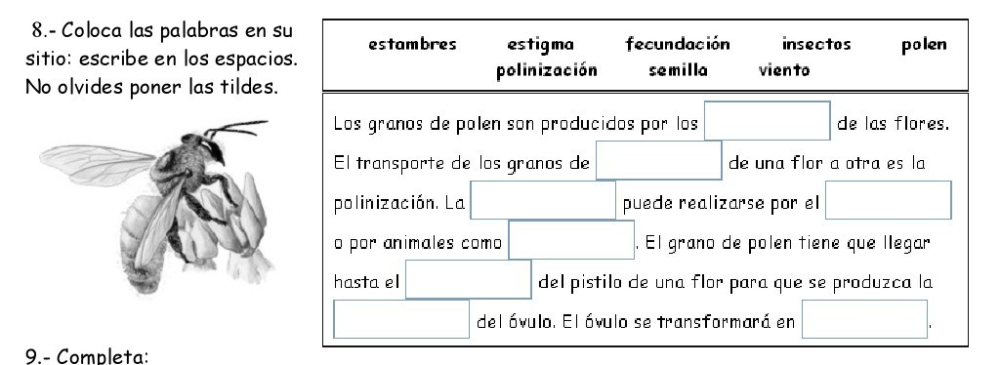 8.- Coloca las palabras en su
sitio: escribe en los espacios.
No olvides poner las tildes.
estambres estigma fecundación insectos polen
polinización semilla viento
Los granos de polen son producidos por los de las flores.
El transporte de los granos de de una flor a otra es la
polinización. La puede realizarse por el
o por animales como . El grano de polen tiene que llegar
hasta el del pistilo de una flor para que se produzca la
del óvulo. El óvulo se transformará en .
9.- Completa: